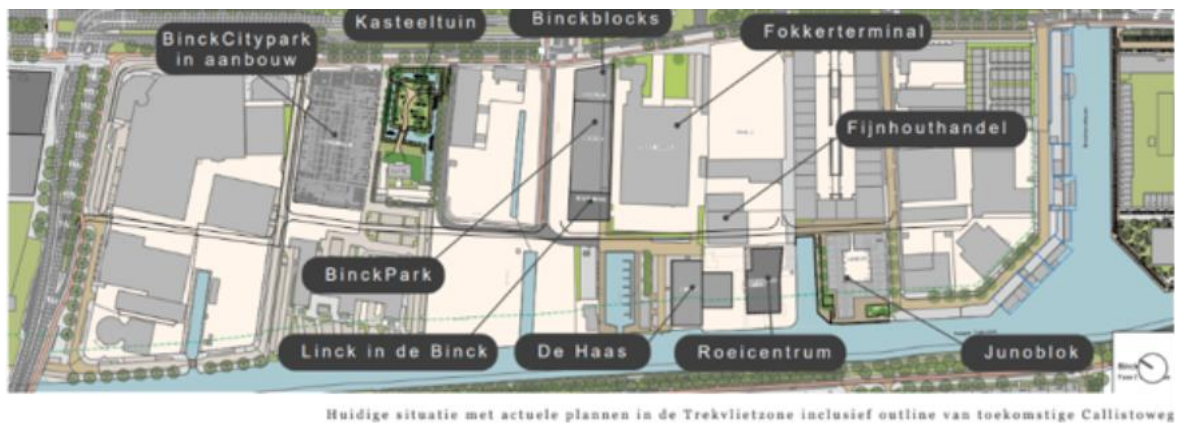 Kasteeltuin
Binckblocks
BinckCitypark
in aanbouw
Fokkerterminal
Fijnhouthandel
BinckPark
Linck in de Binck
De Haas
Roeicentrum
Junoblok
Binck
Huidige situatie met actuele plannen in de Trekvlietzone inclusief outline van toekomstige Callistoweg